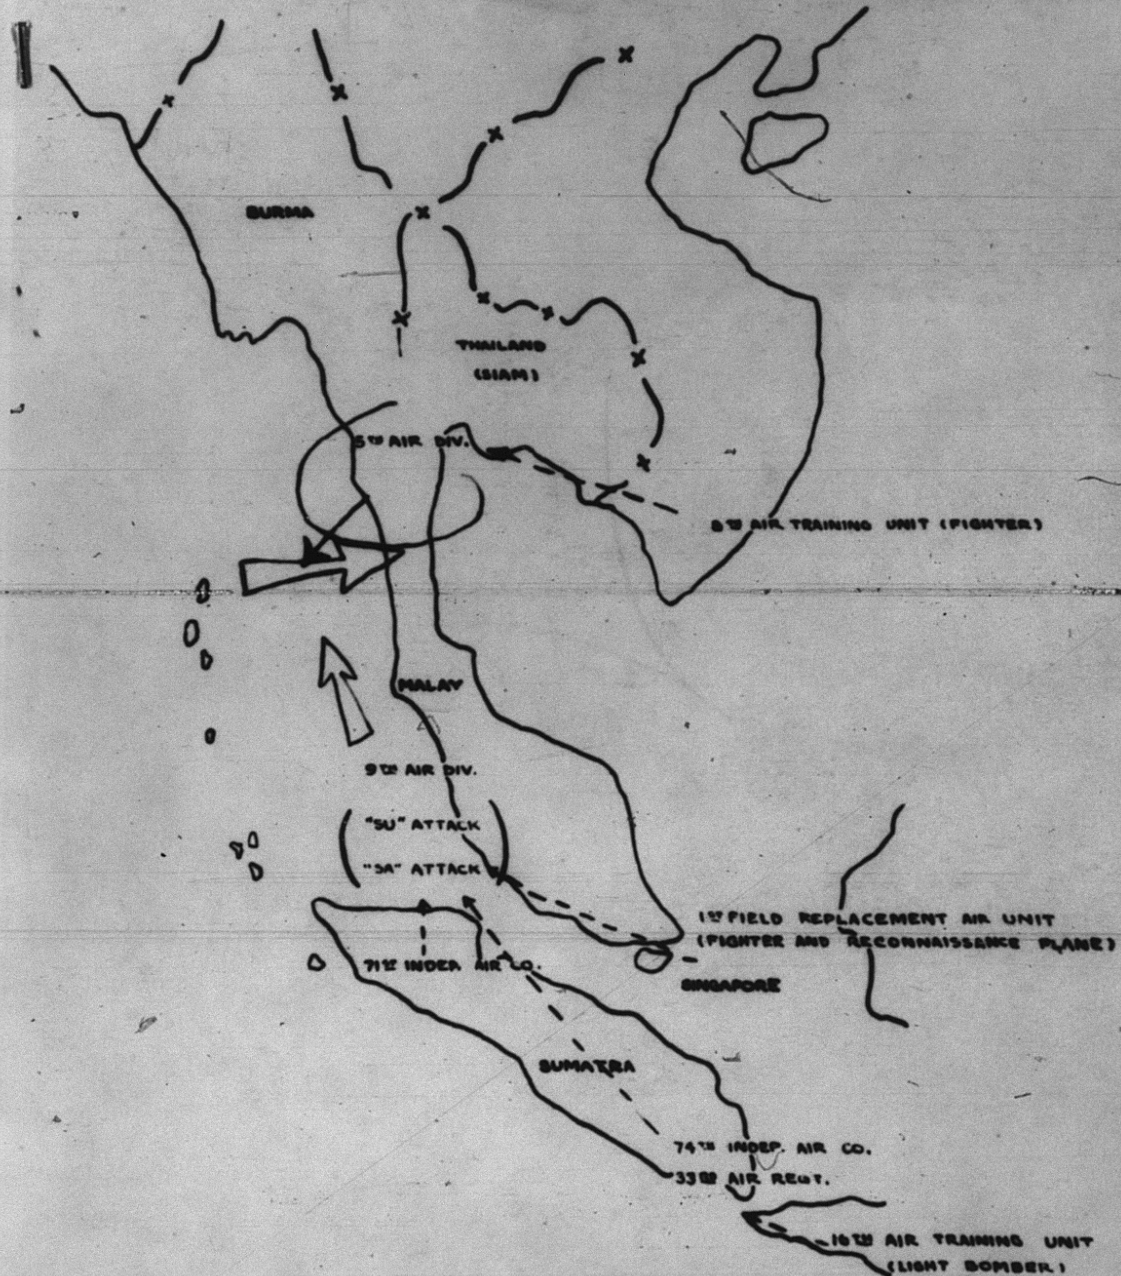 BURMA
THAILAND
(SIAM)
5TH AIR DIV.
8TH AIR TRAINING UNIT (FIGHTER)
MALAY
9TH AIR DIV.
"SU" ATTACK
"SA" ATTACK
1ST FIELD REPLACEMENT AIR UNIT
(FIGHTER AND RECONNAISSANCE PLANE)
71ST INDEP. AIR CO.
SINGAPORE
SUMATRA
74TH INDEP. AIR CO.
33RD AIR REGT.
16TH AIR TRAINING UNIT
(LIGHT BOMBER)